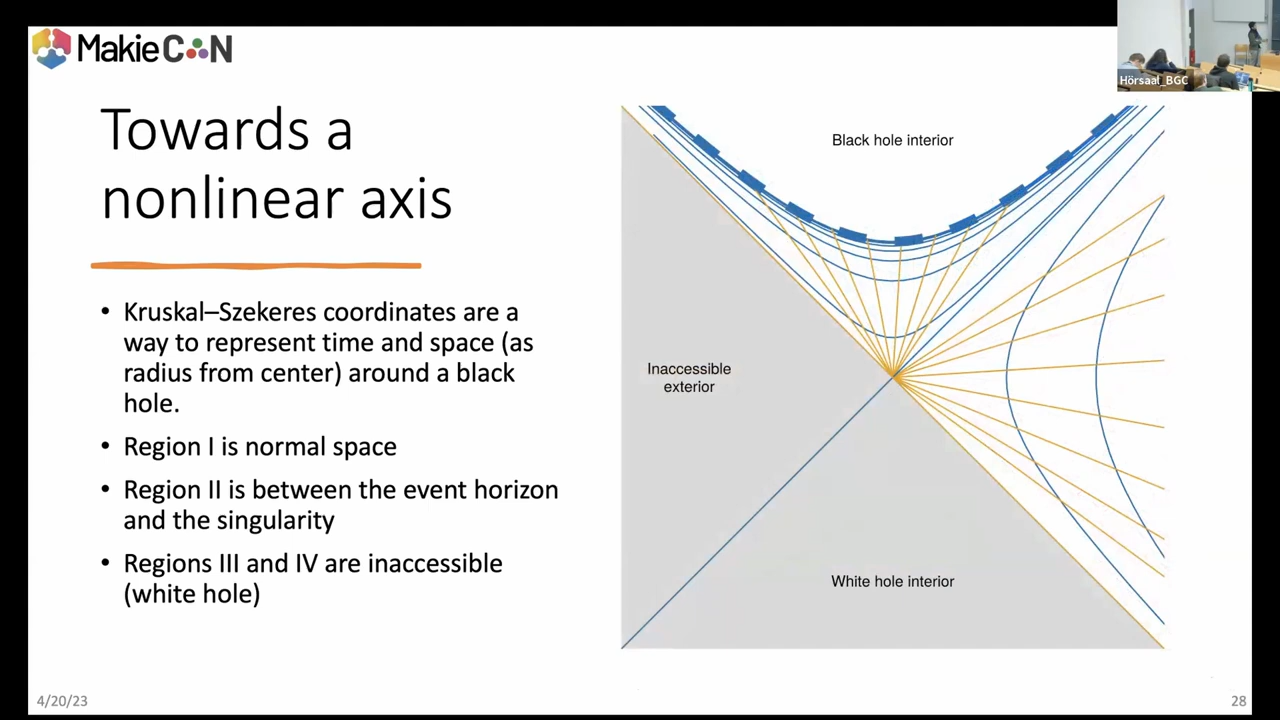 MakieCON
Hörsaal_BGC
Towards a
nonlinear axis
• Kruskal–Szekeres coordinates are a
way to represent time and space (as
radius from center) around a black
hole.
• Region I is normal space
• Region II is between the event horizon
and the singularity
• Regions III and IV are inaccessible
(white hole)
Black hole interior
Inaccessible
exterior
White hole interior
4/20/23
28